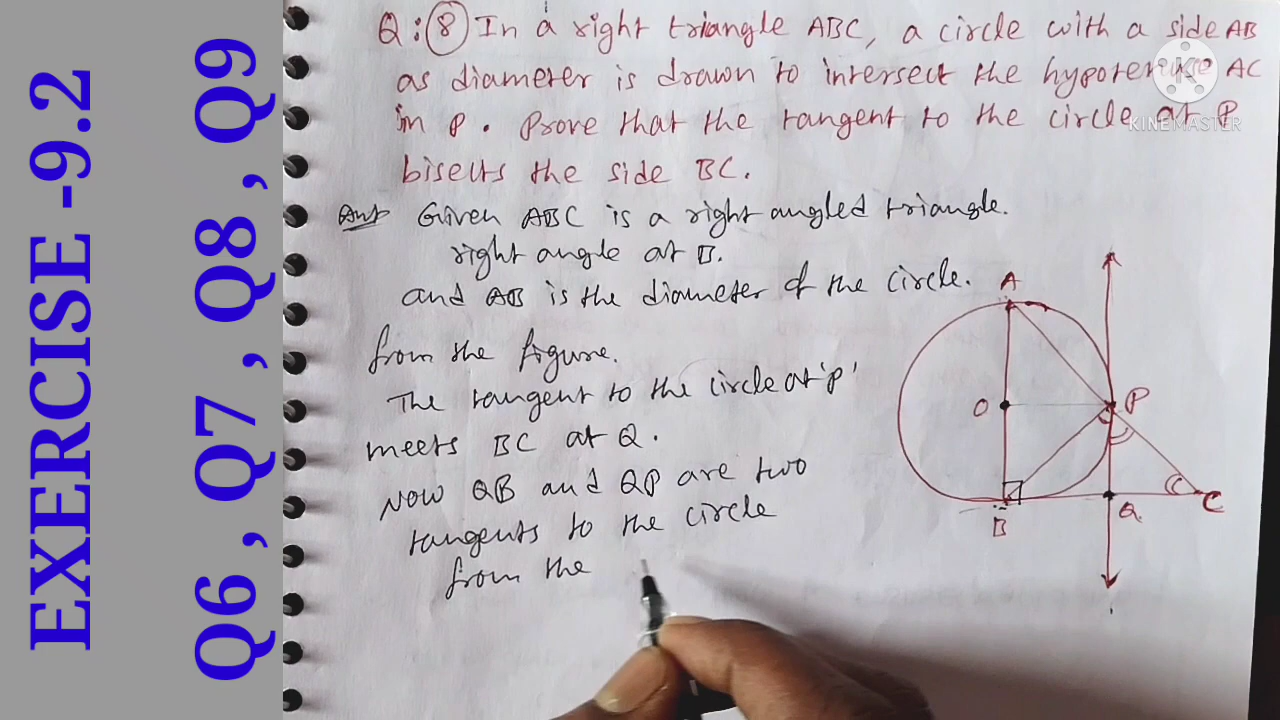 EXERCISE -9.2
Q6 , Q7 , Q8 , Q9
Q : 8 In a right triangle ABC, a circle with a side AB
as diameter is drawn to intersect the hypotenuse AC
in P. Prove that the tangent to the circle at P
bisects the side BC.
Ans Given ABC is a right angled triangle.
right angle at B.
and AB is the diameter of the circle.
from the figure.
The tangent to the circle at 'P'
meets BC at Q.
Now QB and QP are two
tangents to the circle
from the
A
O
P
B
Q
C
K
KINEMASTER